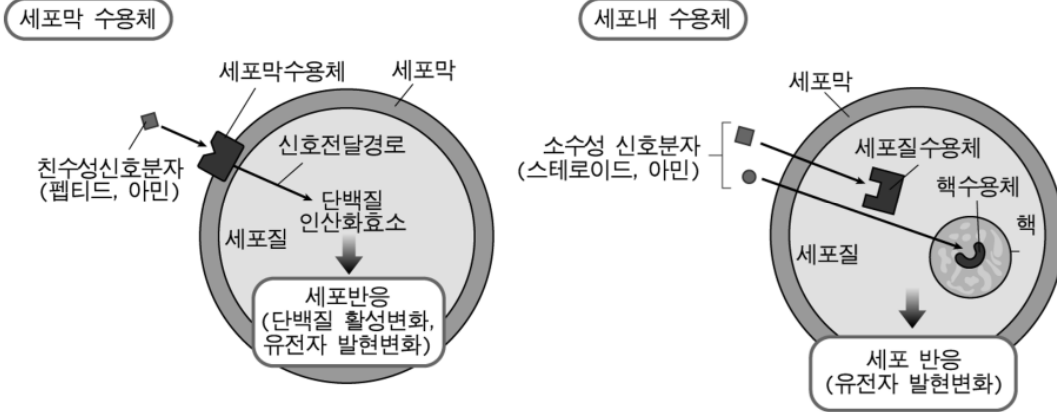 세포막 수용체
세포막수용체
세포막
친수성신호분자
(펩티드, 아민)
신호전달경로
단백질
인산화효소
세포질
세포반응
(단백질 활성변화,
유전자 발현변화)
세포내 수용체
세포막
소수성 신호분자
(스테로이드, 아민)
세포질수용체
핵수용체
핵
세포질
세포 반응
(유전자 발현변화)